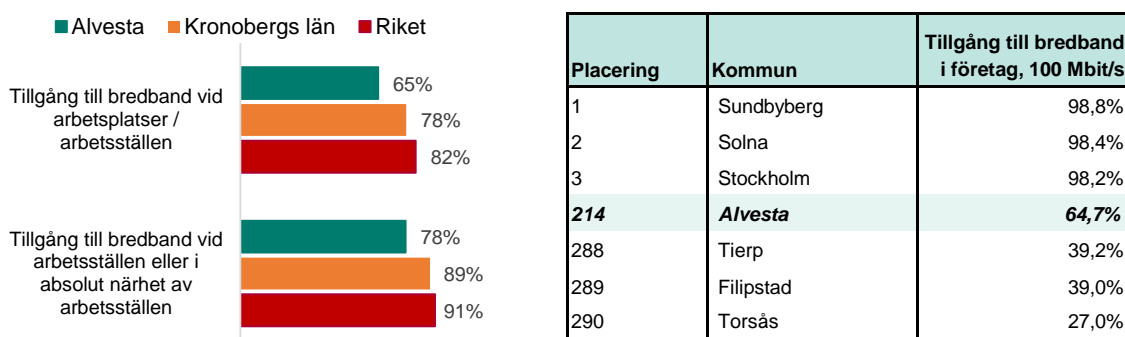 Alvesta Kronobergs län Riket
Tillgång till bredband vid
arbetsplatser /
arbetsställen
65%
78%
82%
Tillgång till bredband vid
arbetsställen eller i
absolut närhet av
arbetsställen
78%
89%
91%
Placering Kommun Tillgång till bredband
i företag, 100 Mbit/s
1 Sundbyberg 98,8%
2 Solna 98,4%
3 Stockholm 98,2%
214 Alvesta 64,7%
288 Tierp 39,2%
289 Filipstad 39,0%
290 Torsås 27,0%